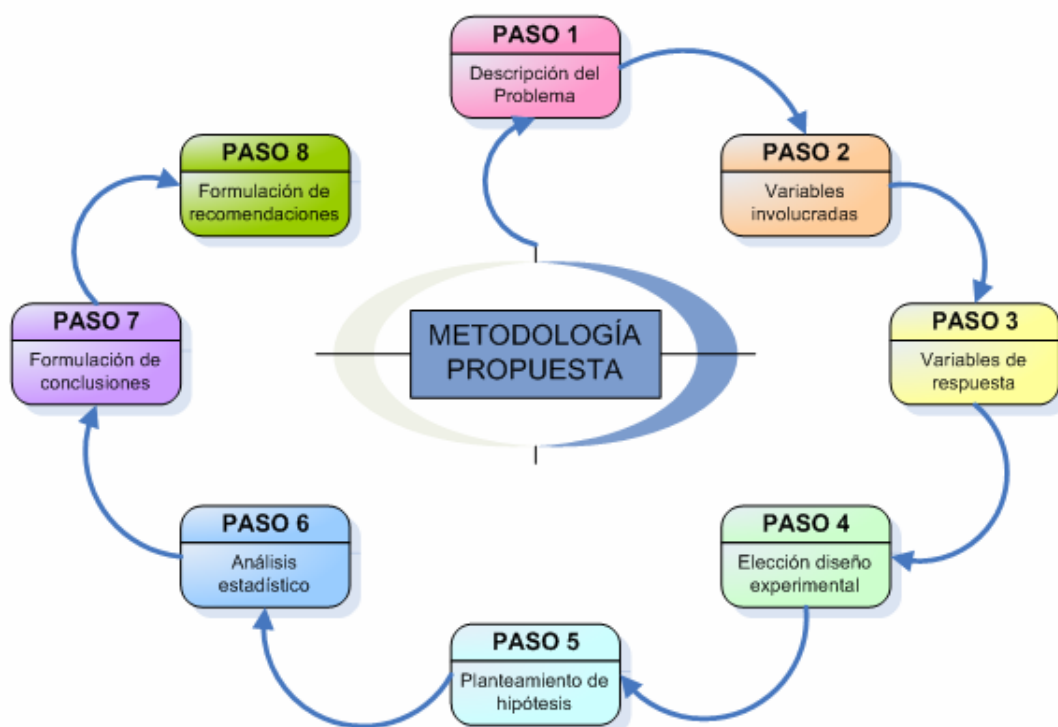 PASO 1
Descripción del
Problema
PASO 2
Variables
involucradas
PASO 3
Variables de
respuesta
PASO 4
Elección diseño
experimental
PASO 5
Planteamiento de
hipótesis
PASO 6
Análisis
estadístico
PASO 7
Formulación de
conclusiones
PASO 8
Formulación de
recomendaciones
METODOLOGÍA
PROPUESTA